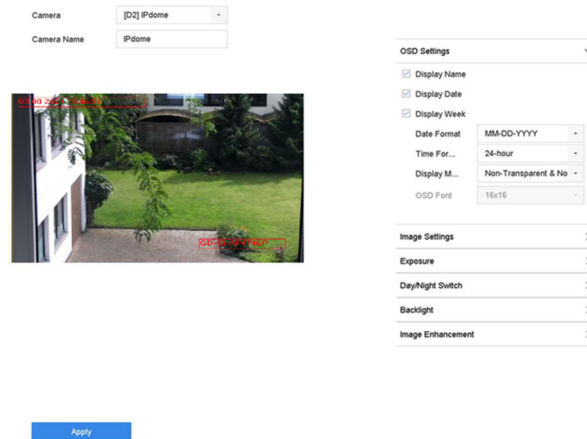 Camera [D2] IPdome
Camera Name IPdome
OSD Settings
Display Name
Display Date
Display Week
Date Format MM-DD-YYYY
Time For... 24-hour
Display M... Non-Transparent & No
OSD Font 16x16
Image Settings
Exposure
Day/Night Switch
Backlight
Image Enhancement
Apply